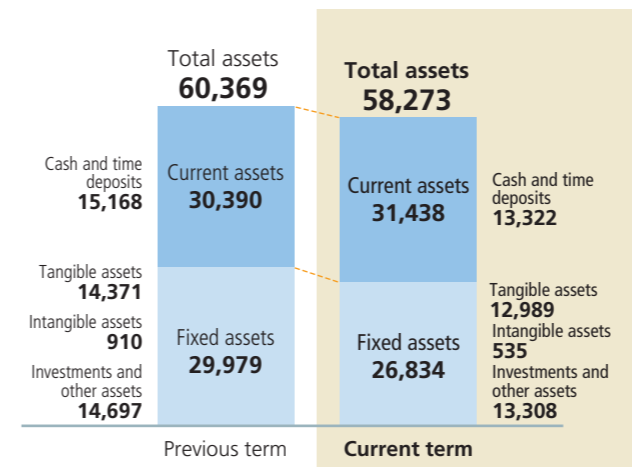 Total assets
60,369
Cash and time
deposits
15,168
Current assets
30,390
Tangible assets
14,371
Intangible assets
910
Investments and
other assets
14,697
Fixed assets
29,979
Previous term
Total assets
58,273
Current assets
31,438
Cash and time
deposits
13,322
Fixed assets
26,834
Tangible assets
12,989
Intangible assets
535
Investments and
other assets
13,308
Current term